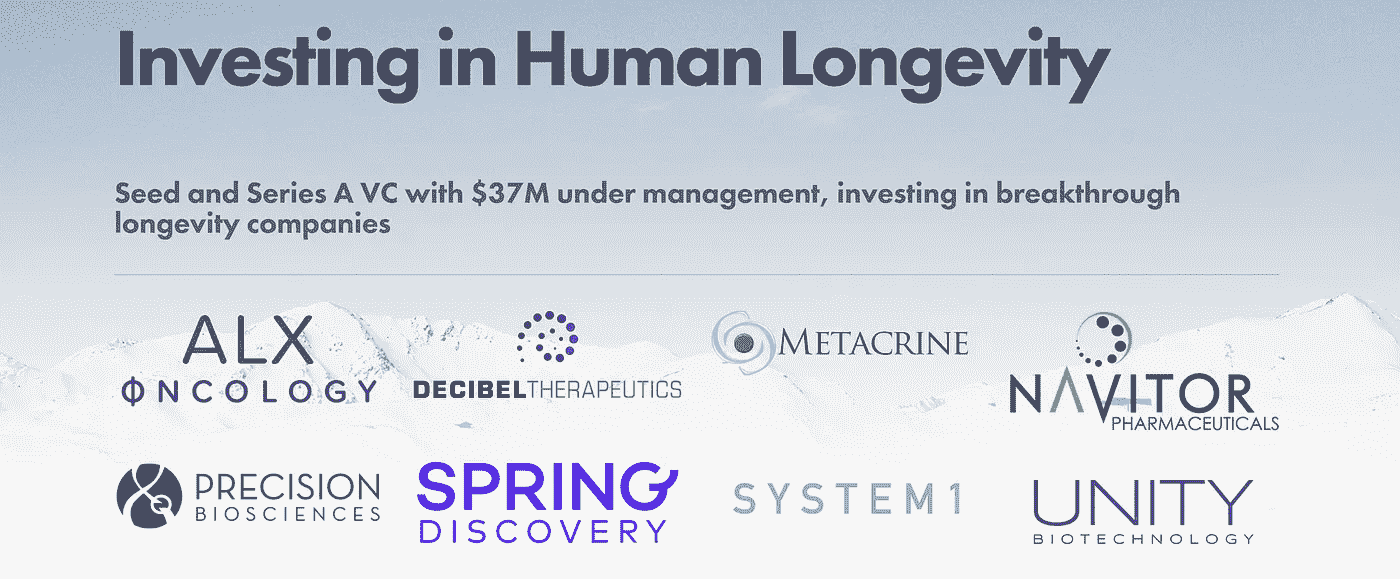 Investing in Human Longevity
Seed and Series A VC with $37M under management, investing in breakthrough
longevity companies
ALX
ONCOLOGY
DECIBELTHERAPEUTICS
METACRINE
NAVITOR
PHARMACEUTICALS
PRECISION
BIOSCIENCES
SPRING
DISCOVERY
SYSTEM1
UNITY
BIOTECHNOLOGY